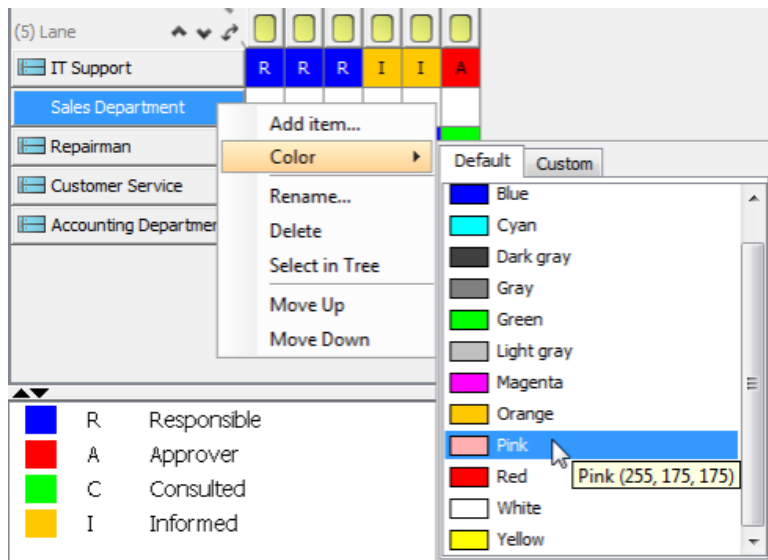 (5) Lane
IT Support R R R I I A
Sales Department
Repairman
Customer Service
Accounting Departmer
Add item...
Color
Rename...
Delete
Select in Tree
Move Up
Move Down
Default Custom
Blue
Cyan
Dark gray
Gray
Green
Light gray
Magenta
Orange
Pink
Red Pink (255, 175, 175)
White
Yellow
R Responsible
A Approver
C Consulted
I Informed